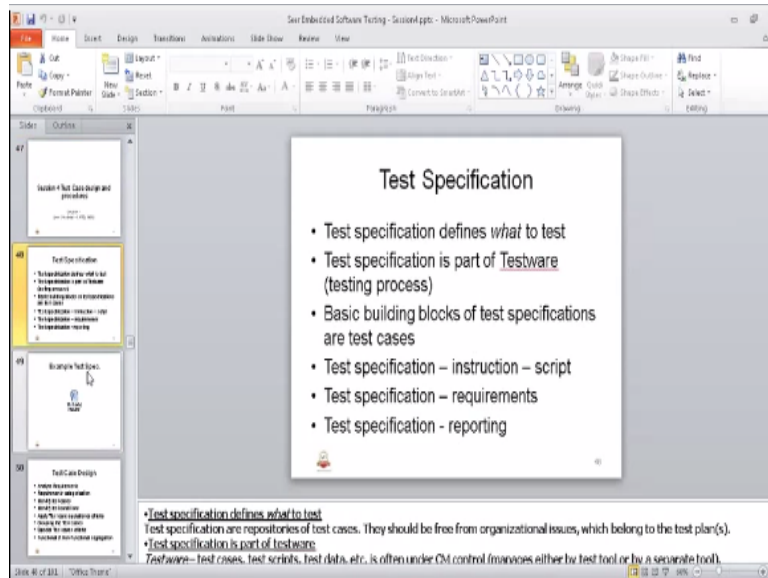 Seer Embedded Software Testing - Session4.pptx - Microsoft PowerPoint
File Home Insert Design Transitions Animations Slide Show Review View
Paste
Cut
Copy
Format Painter
Clipboard
New Slide
Layout
Reset
Section
Slides
Font
Text Direction
Align Text
Convert to SmartArt
Paragraph
Arrange
Quick Styles
Shape Fill
Shape Outline
Shape Effects
Drawing
Find
Replace
Select
Editing
Slides Outline
47
Session 4 Test Case design and
procedures
48
Test Specification
49
Example Test Spec.
50
Test Case Design
Test Specification
• Test specification defines what to test
• Test specification is part of Testware
(testing process)
• Basic building blocks of test specifications
are test cases
• Test specification – instruction – script
• Test specification – requirements
• Test specification - reporting
48
•Test specification defines what to test
Test specification are repositories of test cases. They should be free from organizational issues, which belong to the test plan(s).
•Test specification is part of testware
Testware– test cases, test scripts, test data, etc. is often under CM control (manages either by test tool or by a separate tool).
"Office Theme"